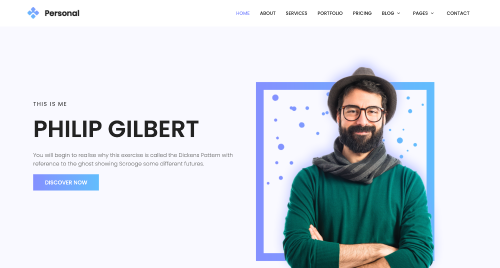 Personal
HOME ABOUT SERVICES PORTFOLIO PRICING BLOG PAGES CONTACT
THIS IS ME
PHILIP GILBERT
You will begin to realise why this exercise is called the Dickens Pattern with
reference to the ghost showing Scrooge some different futures.
DISCOVER NOW